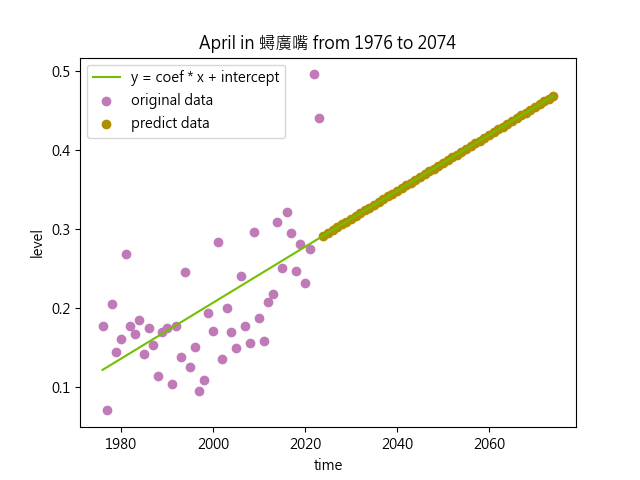 April in 蟳廣嘴 from 1976 to 2074
y = coef * x + intercept
original data
predict data
level
0.5
0.4
0.3
0.2
0.1
1980 2000 2020 2040 2060
time